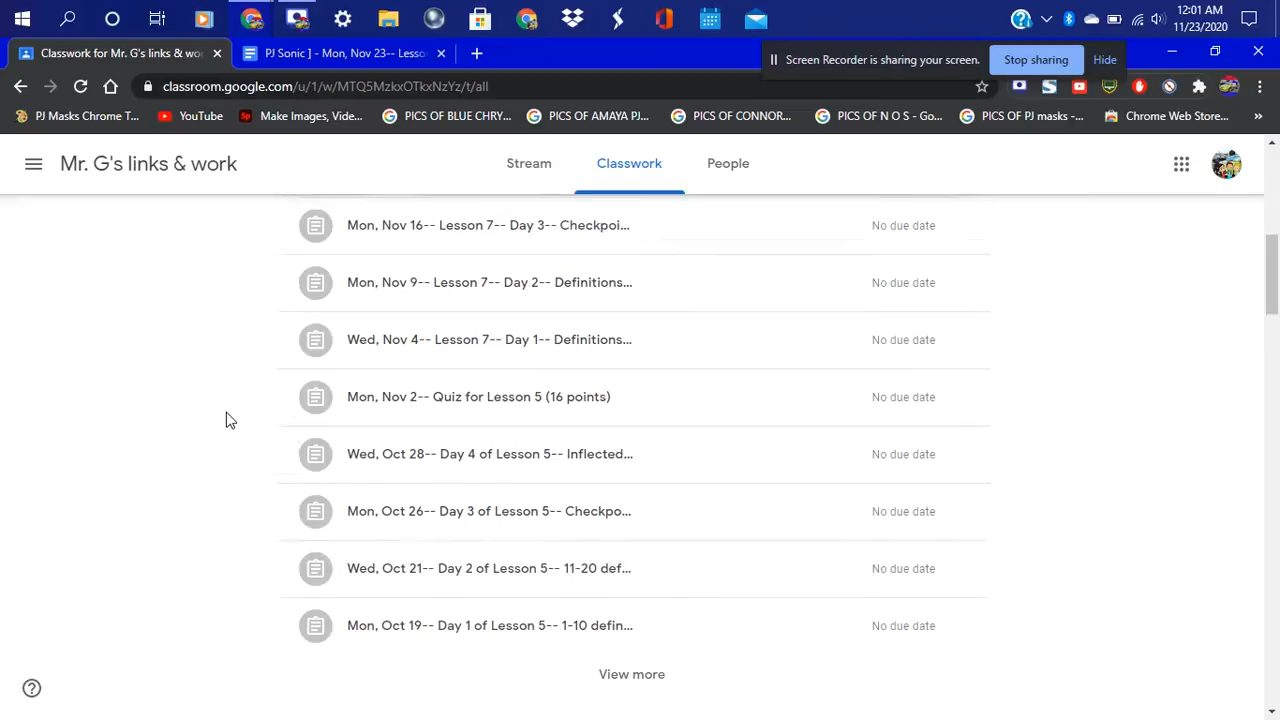 12:01 AM
11/23/2020
Classwork for Mr. G's links & wo
PJ Sonic ] - Mon, Nov 23-- Lesso
Screen Recorder is sharing your screen.
Stop sharing
Hide
classroom.google.com/u/1/w/MTQ5MzkxOTkxNzYz/t/all
PJ Masks Chrome T...
YouTube
Make Images, Vide...
PICS OF BLUE CHRY...
PICS OF AMAYA PJ...
PICS OF CONNOR...
PICS OF N O S - Go...
PICS OF PJ masks -...
Chrome Web Store...
Mr. G's links & work
Stream
Classwork
People
Mon, Nov 16-- Lesson 7-- Day 3-- Checkpoi... No due date
Mon, Nov 9-- Lesson 7-- Day 2-- Definitions... No due date
Wed, Nov 4-- Lesson 7-- Day 1-- Definitions... No due date
Mon, Nov 2-- Quiz for Lesson 5 (16 points) No due date
Wed, Oct 28-- Day 4 of Lesson 5-- Inflected... No due date
Mon, Oct 26-- Day 3 of Lesson 5-- Checkpo... No due date
Wed, Oct 21-- Day 2 of Lesson 5-- 11-20 def... No due date
Mon, Oct 19-- Day 1 of Lesson 5-- 1-10 defin... No due date
View more